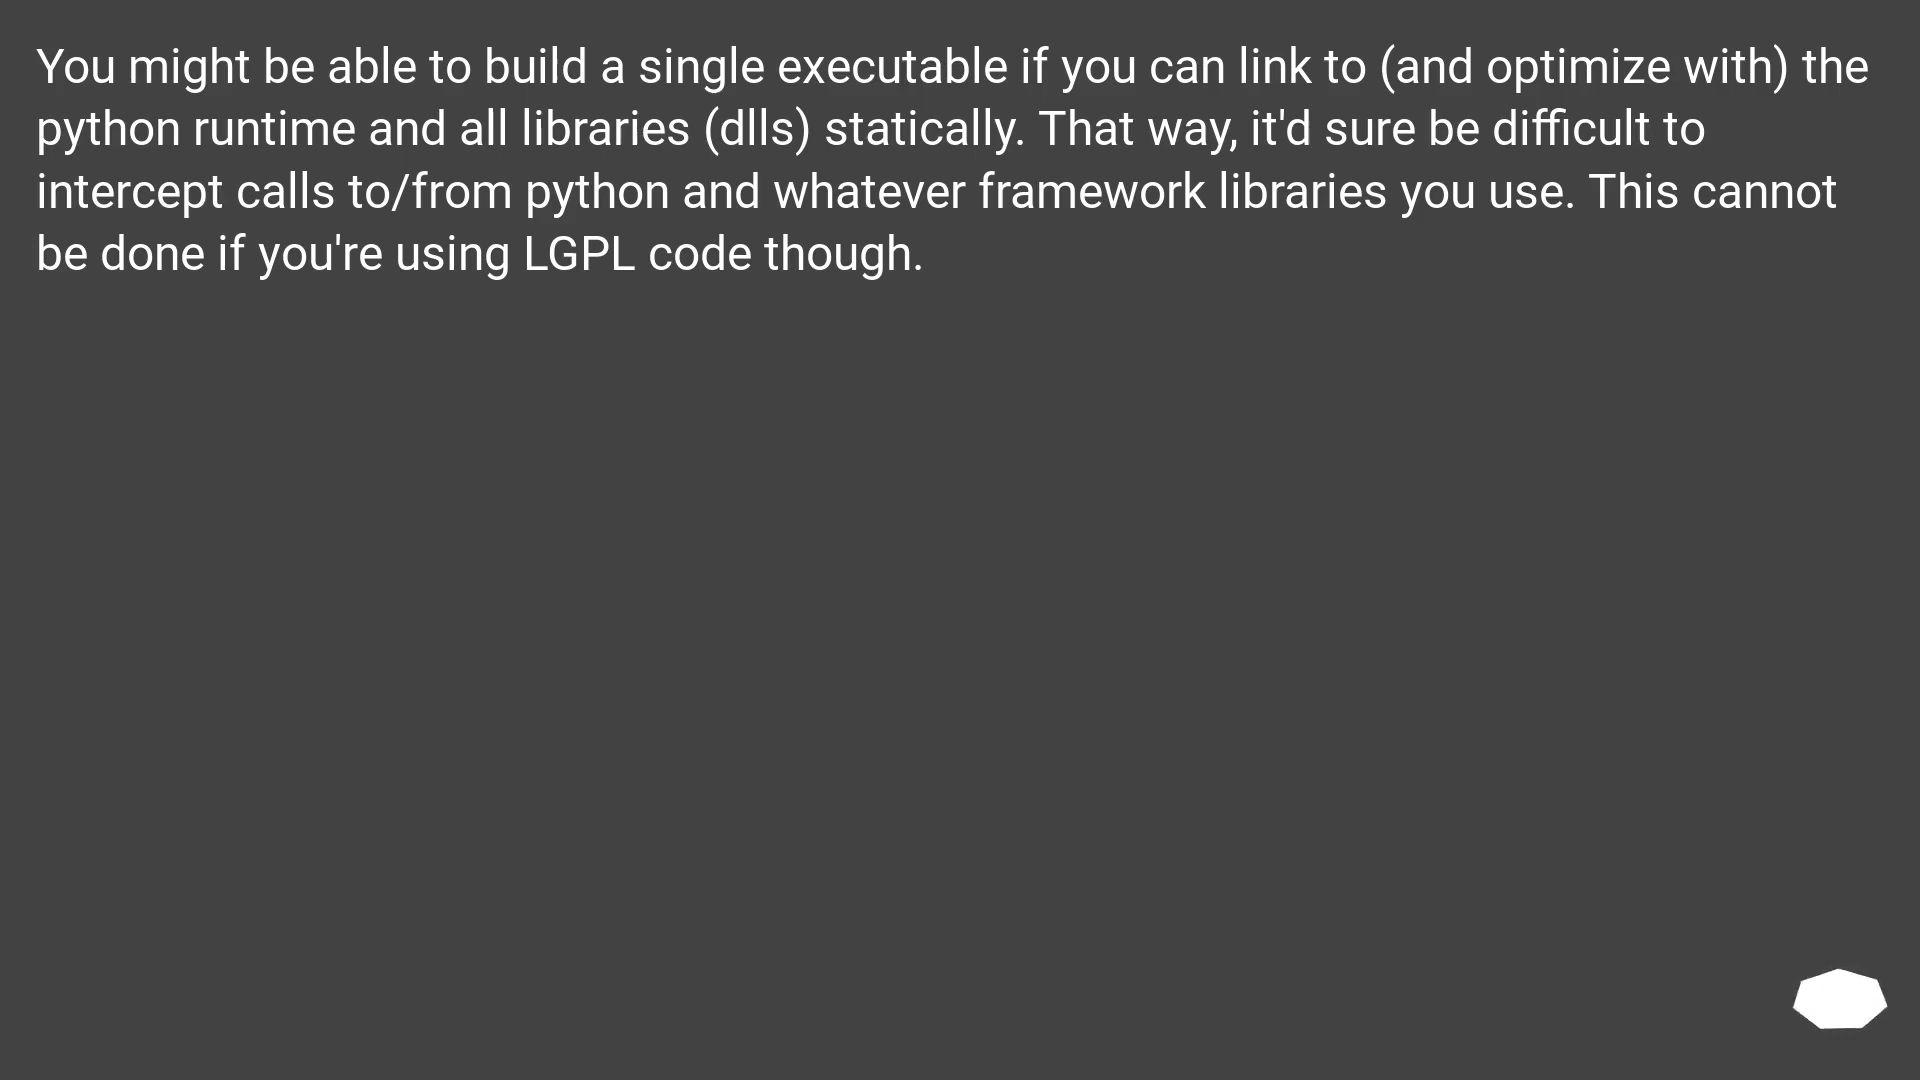 You might be able to build a single executable if you can link to (and optimize with) the
python runtime and all libraries (dlls) statically. That way, it'd sure be difficult to
intercept calls to/from python and whatever framework libraries you use. This cannot
be done if you're using LGPL code though.